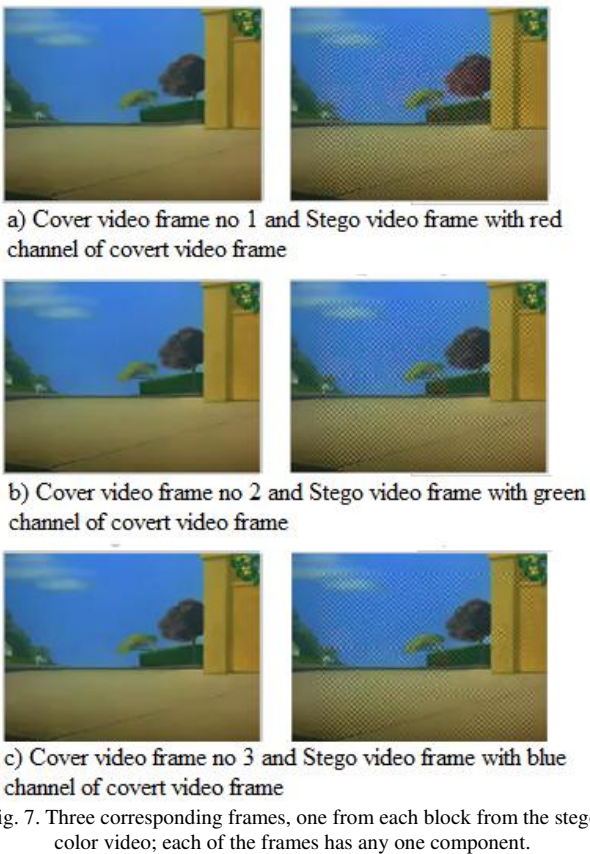 a) Cover video frame no 1 and Stego video frame with red
channel of covert video frame
b) Cover video frame no 2 and Stego video frame with green
channel of covert video frame
c) Cover video frame no 3 and Stego video frame with blue
channel of covert video frame
ig. 7. Three corresponding frames, one from each block from the stego
color video; each of the frames has any one component.